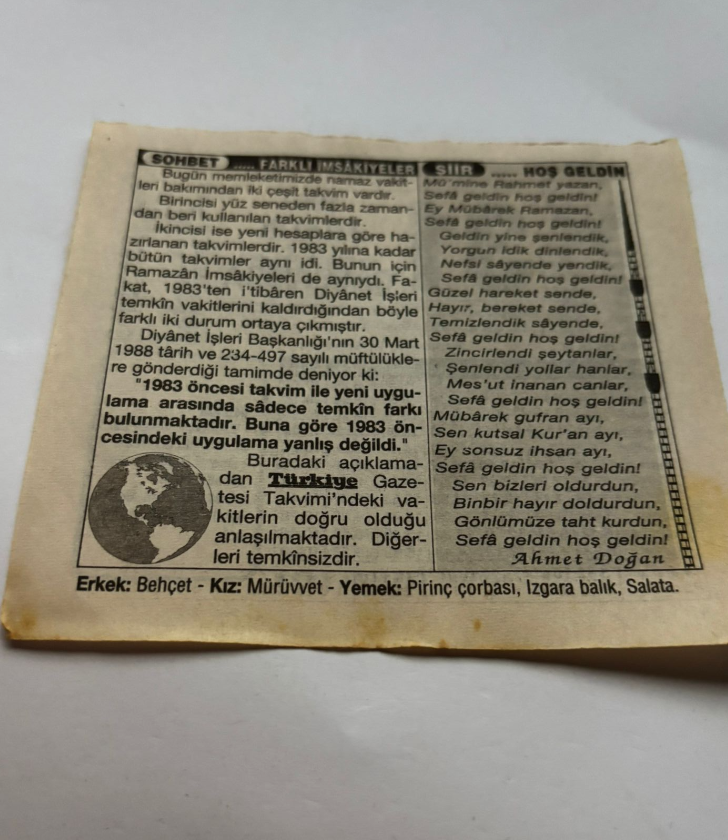 SOHBET ..... FARKLI İMSÂKİYELER
Bugün memleketimizde namaz vakit-
leri bakımından iki çeşit takvim vardır.
Birincisi yüz seneden fazla zaman-
dan beri kullanılan takvimlerdir.
İkincisi ise yeni hesaplara göre ha-
zırlanan takvimlerdir. 1983 yılına kadar
bütün takvimler aynı idi. Bunun için
Ramazân İmsâkiyeleri de aynıydı. Fa-
kat, 1983'ten i'tibâren Diyânet İşleri
temkîn vakitlerini kaldırdığından böyle
farklı iki durum ortaya çıkmıştır.
Diyânet İşleri Başkanlığı'nın 30 Mart
1988 târih ve 234-497 sayılı müftülükle-
re gönderdiği tamimde deniyor ki:
"1983 öncesi takvim ile yeni uygu-
lama arasında sâdece temkîn farkı
bulunmaktadır. Buna göre 1983 ön-
cesindeki uygulama yanlış değildi."
Buradaki açıklama-
dan Türkiye Gaze-
tesi Takvimi'ndeki va-
kitlerin doğru olduğu
anlaşılmaktadır. Diğer-
leri temkînsizdir.
ŞİİR ..... HOŞ GELDİN
Mü'mine Rahmet yazan,
Sefâ geldin hoş geldin!
Ey Mübârek Ramazan,
Sefâ geldin hoş geldin!
Geldin yine şenlendik,
Yorgun idik dinlendik,
Nefsi sâyende yendik,
Sefâ geldin hoş geldin!
Güzel hareket sende,
Hayır, bereket sende,
Temizlendik sâyende,
Sefâ geldin hoş geldin!
Zincirlendi şeytanlar,
Şenlendi yollar hanlar,
Mes'ut inanan canlar,
Sefâ geldin hoş geldin!
Mübârek gufran ayı,
Sen kutsal Kur'an ayı,
Ey sonsuz ihsan ayı,
Sefâ geldin hoş geldin!
Sen bizleri oldurdun,
Binbir hayır doldurdun,
Gönlümüze taht kurdun,
Sefâ geldin hoş geldin!
Ahmet Doğan
Erkek: Behçet - Kız: Mürüvvet - Yemek: Pirinç çorbası, Izgara balık, Salata.